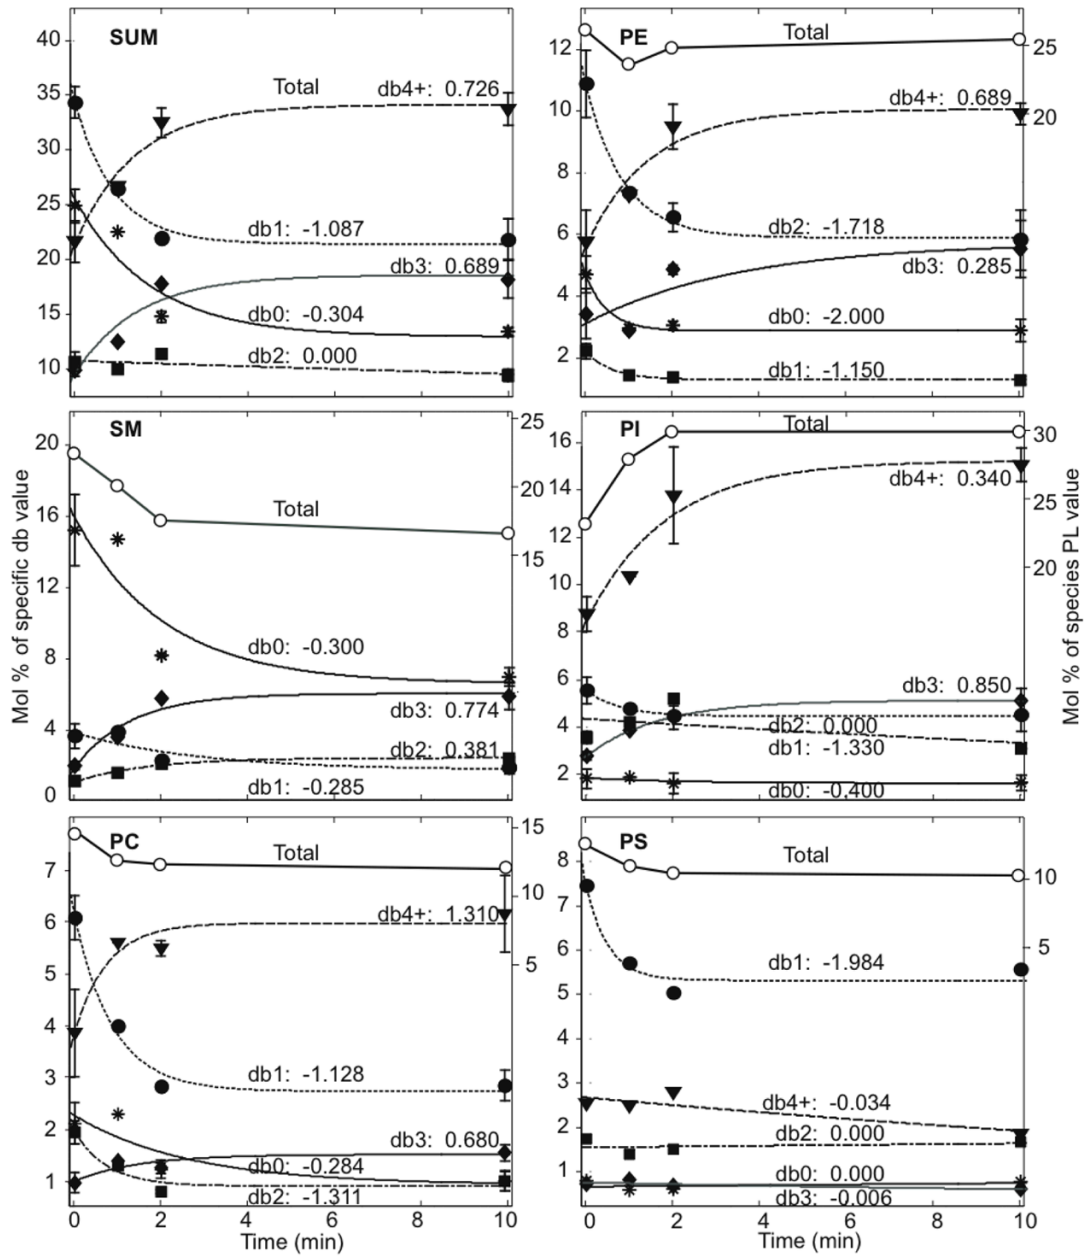 SUM
40
35
30
25
20
15
10
Total
db4+: 0.726
db1: -1.087
db3: 0.689
db0: -0.304
db2: 0.000
PE
12
10
8
6
4
2
25
20
Total
db4+: 0.689
db2: -1.718
db3: 0.285
db0: -2.000
db1: -1.150
Mol % of specific db value
SM
20
16
12
8
4
0
25
20
15
Total
db0: -0.300
db3: 0.774
db2: 0.381
db1: -0.285
PI
16
14
12
10
8
6
4
2
30
25
20
Total
db4+: 0.340
db3: 0.850
db2: 0.000
db1: -1.330
db0: -0.400
Mol % of species PL value
PC
7
6
5
4
3
2
1
15
10
5
Total
db4+: 1.310
db1: -1.128
db3: 0.680
db0: -0.284
db2: -1.311
0 2 4 6 8 10
Time (min)
PS
8
7
6
5
4
3
2
1
10
5
Total
db1: -1.984
db4+: -0.034
db2: 0.000
db0: 0.000
db3: -0.006
0 2 4 6 8 10
Time (min)